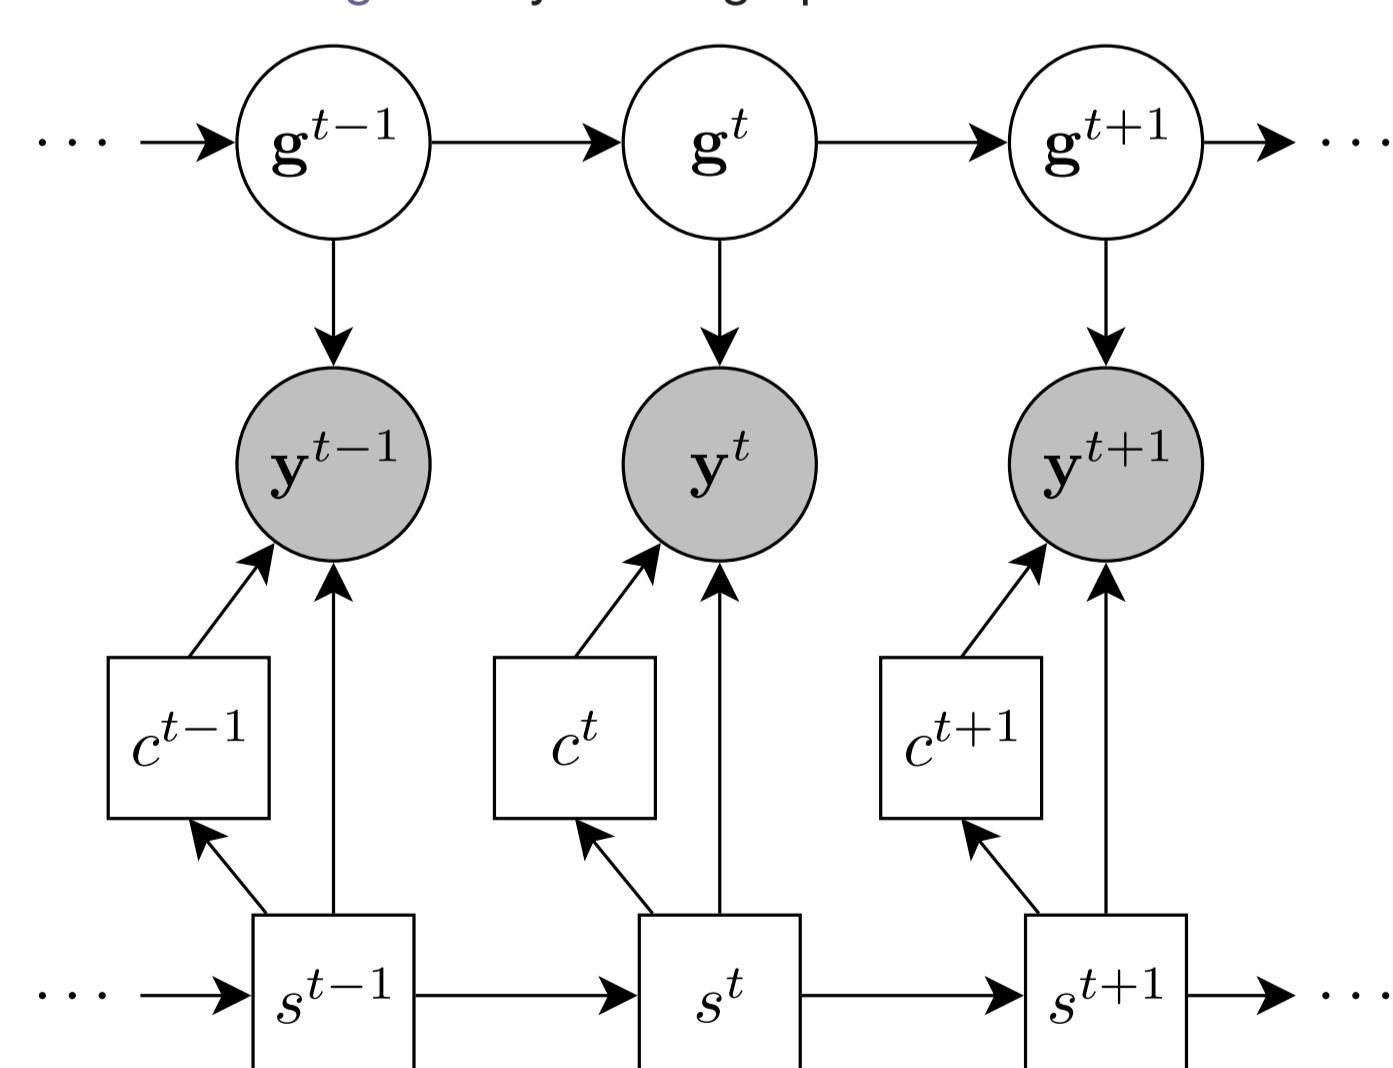 ··· g^{t−1} g^t g^{t+1} ···
y^{t−1} y^t y^{t+1}
c^{t−1} c^t c^{t+1}
··· s^{t−1} s^t s^{t+1} ···